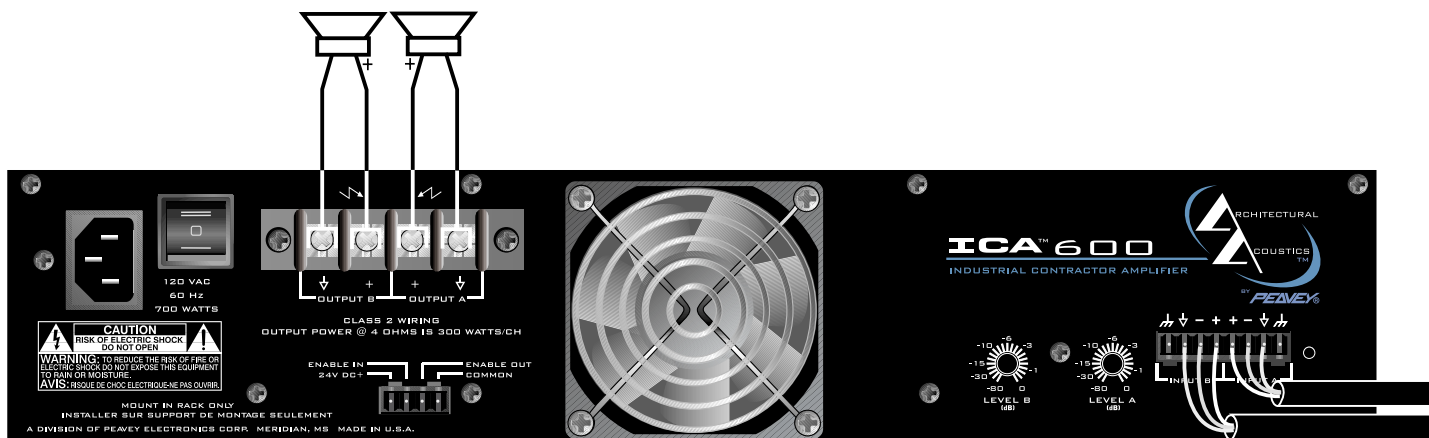 + +
120 VAC
60 Hz
700 WATTS
+ +
OUTPUT B OUTPUT A
CLASS 2 WIRING
OUTPUT POWER @ 4 OHMS IS 300 WATTS/CH
CAUTION
RISK OF ELECTRIC SHOCK
DO NOT OPEN
WARNING: TO REDUCE THE RISK OF FIRE OR
ELECTRIC SHOCK DO NOT EXPOSE THIS EQUIPMENT
TO RAIN OR MOISTURE.
AVIS: RISQUE DE CHOC ELECTRIQUE-NE PAS OUVRIR.
ENABLE IN
24V DC+
ENABLE OUT
COMMON
MOUNT IN RACK ONLY
INSTALLER SUR SUPPORT DE MONTAGE SEULEMENT
A DIVISION OF PEAVEY ELECTRONICS CORP. MERIDIAN, MS MADE IN U.S.A.
ICA™ 600
INDUSTRIAL CONTRACTOR AMPLIFIER
ARCHITECTURAL
ACOUSTICS
TM
BY PEAVEY®
- + + -
-6
-10 -3
-15 -1
-30 0
-80
LEVEL B
(dB)
-6
-10 -3
-15 -1
-30 0
-80
LEVEL A
(dB)
INPUT B INPUT A